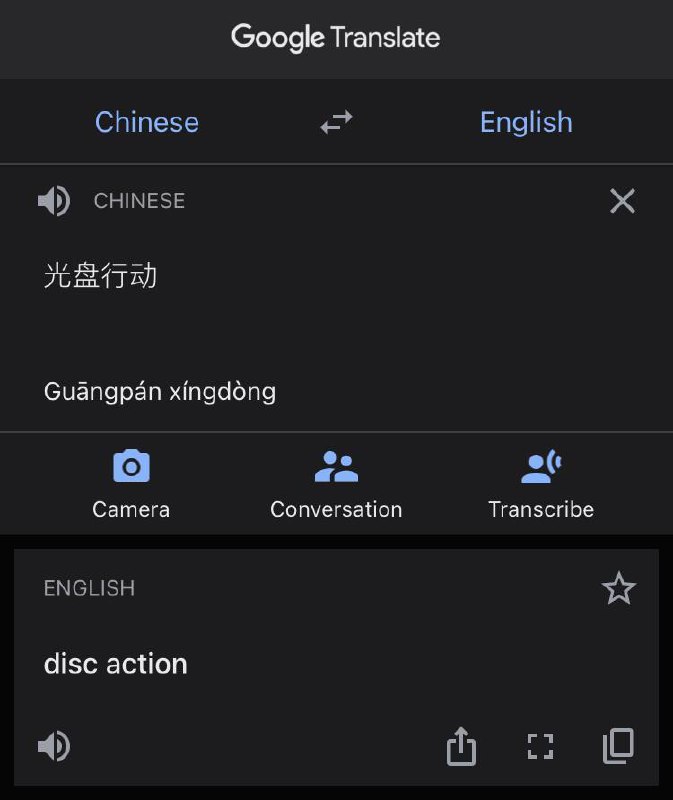 Google Translate
Chinese
English
CHINESE
光盘行动
Guāngpán xíngdòng
Camera
Conversation
Transcribe
ENGLISH
disc action